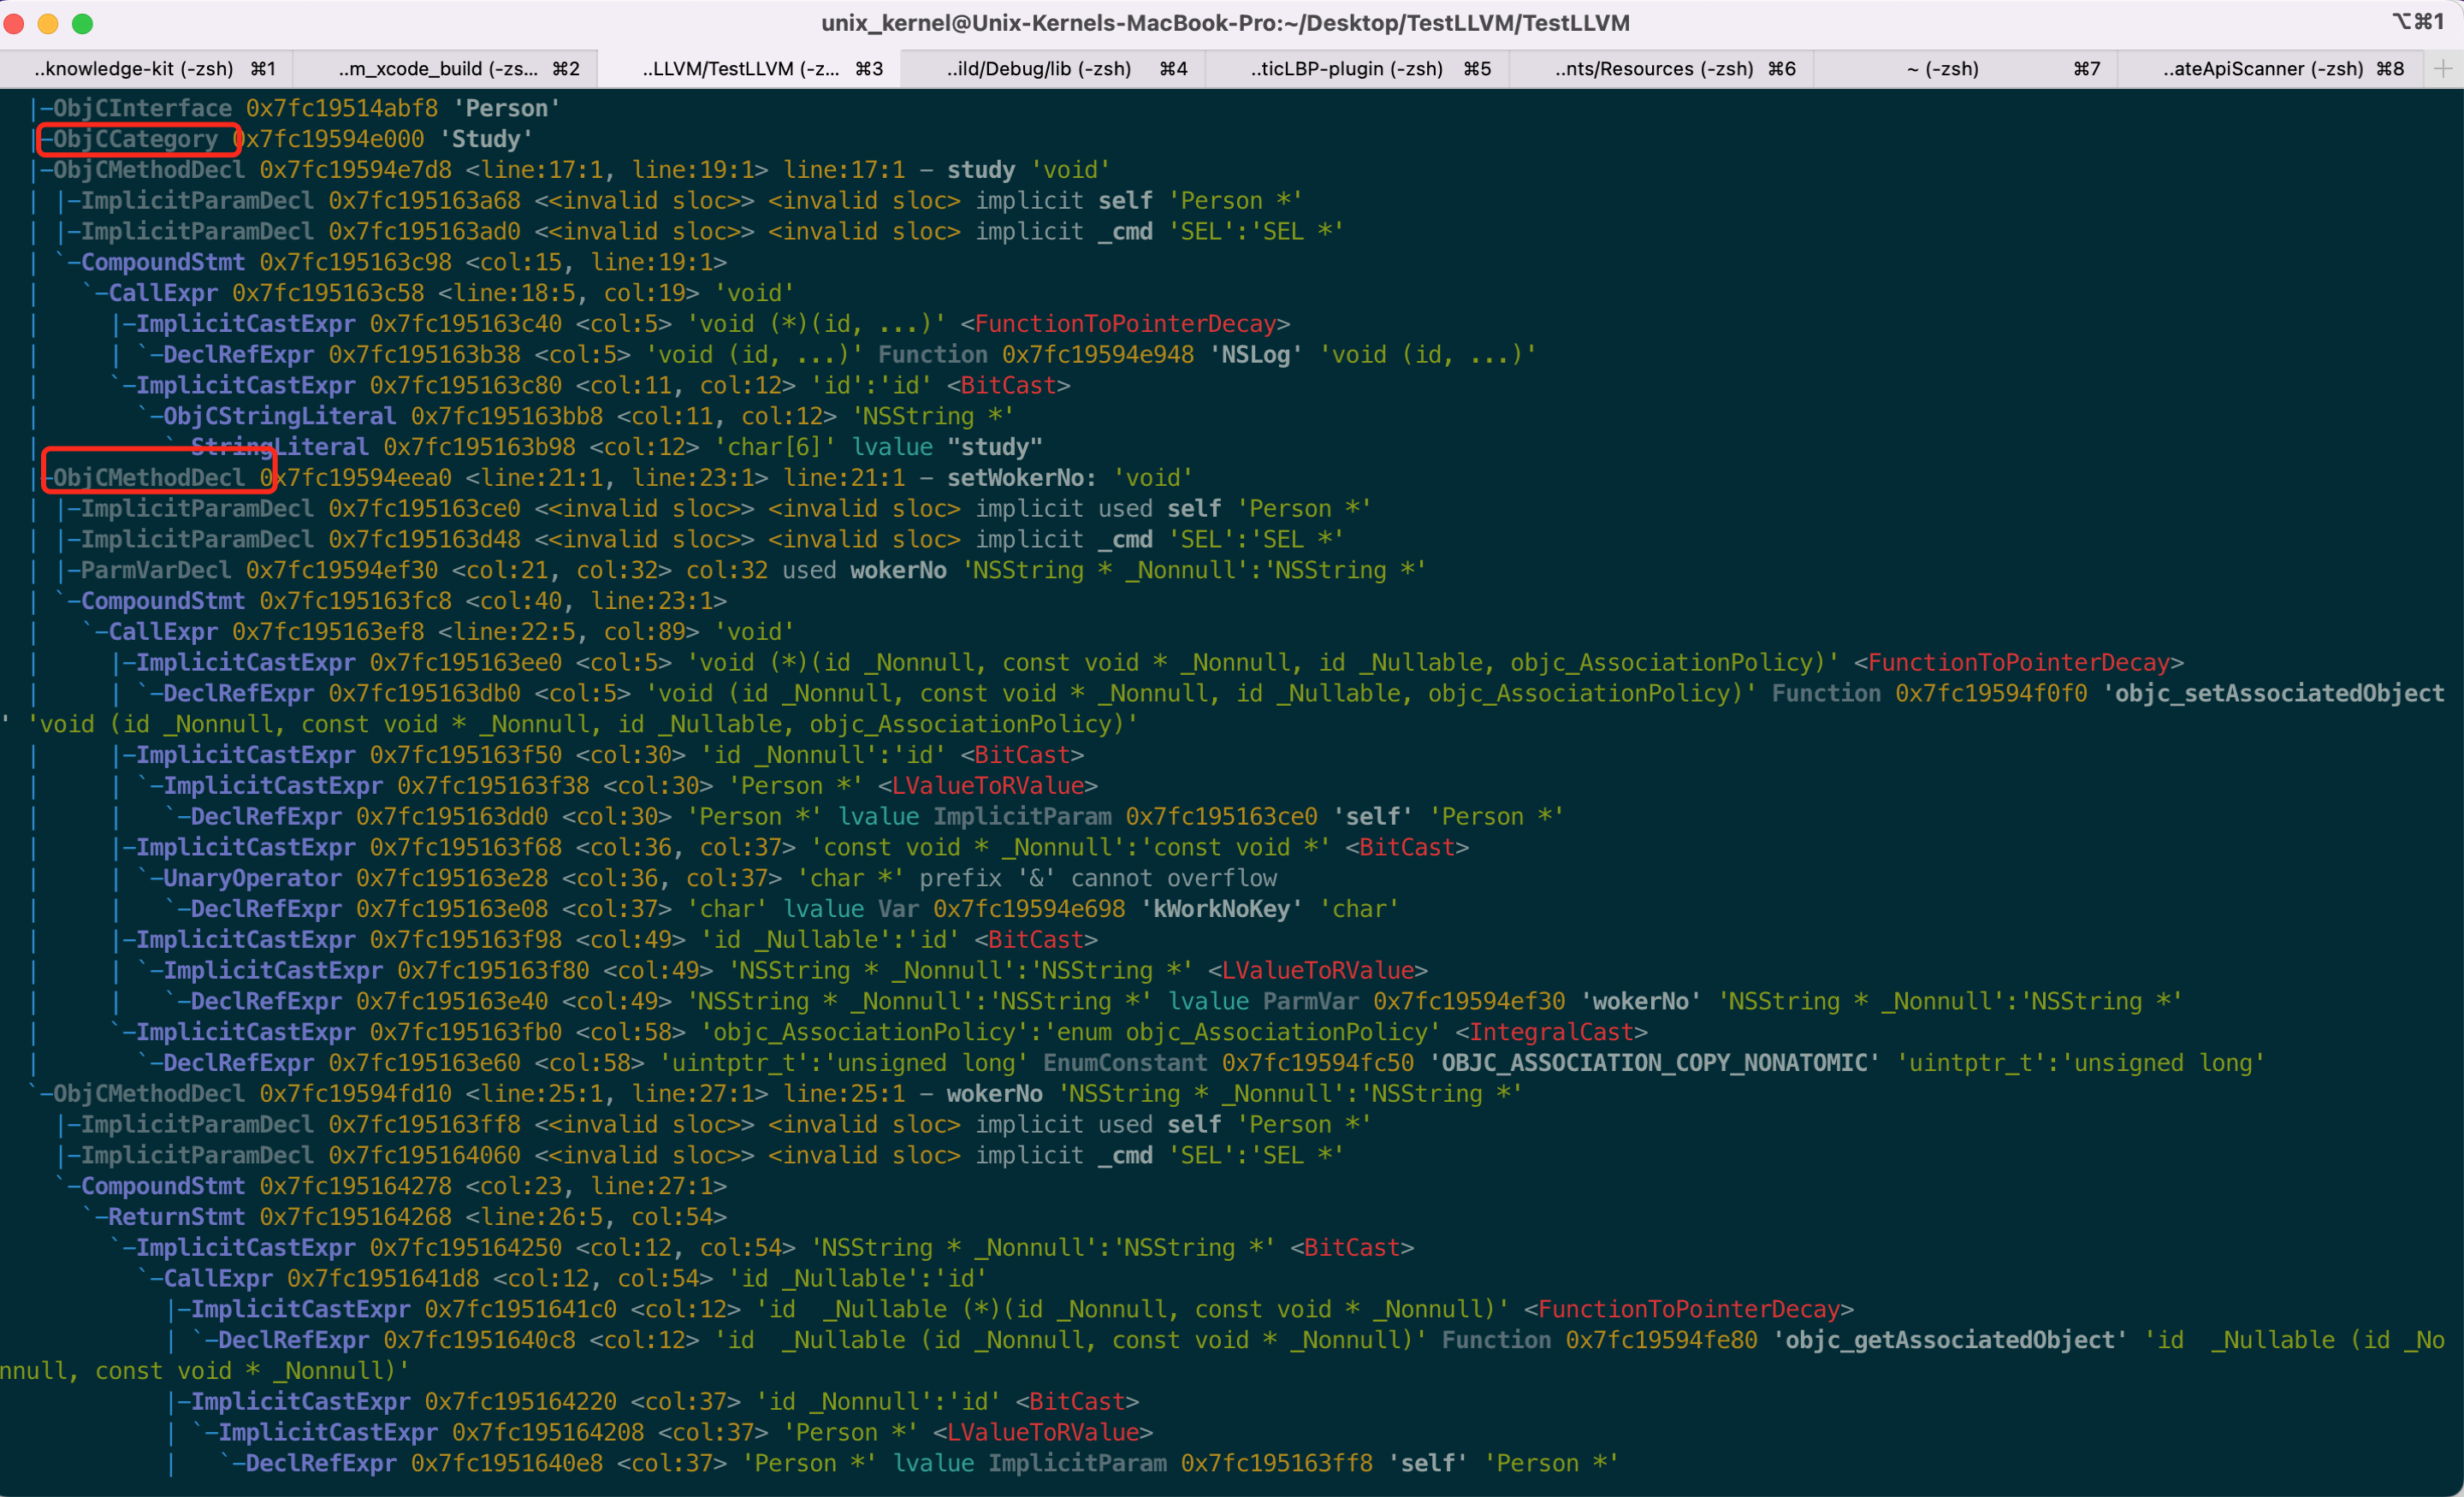 unix_kernel@Unix-Kernels-MacBook-Pro:~/Desktop/TestLLVM/TestLLVM ⌥⌘1
..knowledge-kit (-zsh) ⌘1 ..m_xcode_build (-zs... ⌘2 ..LLVM/TestLLVM (-z... ⌘3 ..ild/Debug/lib (-zsh) ⌘4 ..ticLBP-plugin (-zsh) ⌘5 ..nts/Resources (-zsh) ⌘6 ~ (-zsh) ⌘7 ..ateApiScanner (-zsh) ⌘8
|-ObjCInterface 0x7fc19514abf8 'Person'
|-ObjCCategory 0x7fc19594e000 'Study'
|-ObjCMethodDecl 0x7fc19594e7d8 <line:17:1, line:19:1> line:17:1 - study 'void'
| |-ImplicitParamDecl 0x7fc195163a68 <<invalid sloc>> <invalid sloc> implicit self 'Person *'
| |-ImplicitParamDecl 0x7fc195163ad0 <<invalid sloc>> <invalid sloc> implicit _cmd 'SEL':'SEL *'
| `-CompoundStmt 0x7fc195163c98 <col:15, line:19:1>
|   `-CallExpr 0x7fc195163c58 <line:18:5, col:19> 'void'
|     |-ImplicitCastExpr 0x7fc195163c40 <col:5> 'void (*)(id, ...)' <FunctionToPointerDecay>
|     | `-DeclRefExpr 0x7fc195163b38 <col:5> 'void (id, ...)' Function 0x7fc19594e948 'NSLog' 'void (id, ...)'
|     `-ImplicitCastExpr 0x7fc195163c80 <col:11, col:12> 'id':'id' <BitCast>
|       `-ObjCStringLiteral 0x7fc195163bb8 <col:11, col:12> 'NSString *'
|         `-StringLiteral 0x7fc195163b98 <col:12> 'char[6]' lvalue "study"
|-ObjCMethodDecl 0x7fc19594eea0 <line:21:1, line:23:1> line:21:1 - setWokerNo: 'void'
| |-ImplicitParamDecl 0x7fc195163ce0 <<invalid sloc>> <invalid sloc> implicit used self 'Person *'
| |-ImplicitParamDecl 0x7fc195163d48 <<invalid sloc>> <invalid sloc> implicit _cmd 'SEL':'SEL *'
| |-ParmVarDecl 0x7fc19594ef30 <col:21, col:32> col:32 used wokerNo 'NSString * _Nonnull':'NSString *'
| `-CompoundStmt 0x7fc195163fc8 <col:40, line:23:1>
|   `-CallExpr 0x7fc195163ef8 <line:22:5, col:89> 'void'
|     |-ImplicitCastExpr 0x7fc195163ee0 <col:5> 'void (*)(id _Nonnull, const void * _Nonnull, id _Nullable, objc_AssociationPolicy)' <FunctionToPointerDecay>
|     | `-DeclRefExpr 0x7fc195163db0 <col:5> 'void (id _Nonnull, const void * _Nonnull, id _Nullable, objc_AssociationPolicy)' Function 0x7fc19594f0f0 'objc_setAssociatedObject
' 'void (id _Nonnull, const void * _Nonnull, id _Nullable, objc_AssociationPolicy)'
|     |-ImplicitCastExpr 0x7fc195163f50 <col:30> 'id _Nonnull':'id' <BitCast>
|     | `-ImplicitCastExpr 0x7fc195163f38 <col:30> 'Person *' <LValueToRValue>
|     |   `-DeclRefExpr 0x7fc195163dd0 <col:30> 'Person *' lvalue ImplicitParam 0x7fc195163ce0 'self' 'Person *'
|     |-ImplicitCastExpr 0x7fc195163f68 <col:36, col:37> 'const void * _Nonnull':'const void *' <BitCast>
|     | `-UnaryOperator 0x7fc195163e28 <col:36, col:37> 'char *' prefix '&' cannot overflow
|     |   `-DeclRefExpr 0x7fc195163e08 <col:37> 'char' lvalue Var 0x7fc19594e698 'kWorkNoKey' 'char'
|     |-ImplicitCastExpr 0x7fc195163f98 <col:49> 'id _Nullable':'id' <BitCast>
|     | `-ImplicitCastExpr 0x7fc195163f80 <col:49> 'NSString * _Nonnull':'NSString *' <LValueToRValue>
|     |   `-DeclRefExpr 0x7fc195163e40 <col:49> 'NSString * _Nonnull':'NSString *' lvalue ParmVar 0x7fc19594ef30 'wokerNo' 'NSString * _Nonnull':'NSString *'
|     `-ImplicitCastExpr 0x7fc195163fb0 <col:58> 'objc_AssociationPolicy':'enum objc_AssociationPolicy' <IntegralCast>
|       `-DeclRefExpr 0x7fc195163e60 <col:58> 'uintptr_t':'unsigned long' EnumConstant 0x7fc19594fc50 'OBJC_ASSOCIATION_COPY_NONATOMIC' 'uintptr_t':'unsigned long'
`-ObjCMethodDecl 0x7fc19594fd10 <line:25:1, line:27:1> line:25:1 - wokerNo 'NSString * _Nonnull':'NSString *'
  |-ImplicitParamDecl 0x7fc195163ff8 <<invalid sloc>> <invalid sloc> implicit used self 'Person *'
  |-ImplicitParamDecl 0x7fc195164060 <<invalid sloc>> <invalid sloc> implicit _cmd 'SEL':'SEL *'
  `-CompoundStmt 0x7fc195164278 <col:23, line:27:1>
    `-ReturnStmt 0x7fc195164268 <line:26:5, col:54>
      `-ImplicitCastExpr 0x7fc195164250 <col:12, col:54> 'NSString * _Nonnull':'NSString *' <BitCast>
        `-CallExpr 0x7fc1951641d8 <col:12, col:54> 'id _Nullable':'id'
          |-ImplicitCastExpr 0x7fc1951641c0 <col:12> 'id  _Nullable (*)(id _Nonnull, const void * _Nonnull)' <FunctionToPointerDecay>
          | `-DeclRefExpr 0x7fc1951640c8 <col:12> 'id  _Nullable (id _Nonnull, const void * _Nonnull)' Function 0x7fc19594fe80 'objc_getAssociatedObject' 'id  _Nullable (id _No
nnull, const void * _Nonnull)'
          |-ImplicitCastExpr 0x7fc195164220 <col:37> 'id _Nonnull':'id' <BitCast>
          | `-ImplicitCastExpr 0x7fc195164208 <col:37> 'Person *' <LValueToRValue>
          |   `-DeclRefExpr 0x7fc1951640e8 <col:37> 'Person *' lvalue ImplicitParam 0x7fc195163ff8 'self' 'Person *'